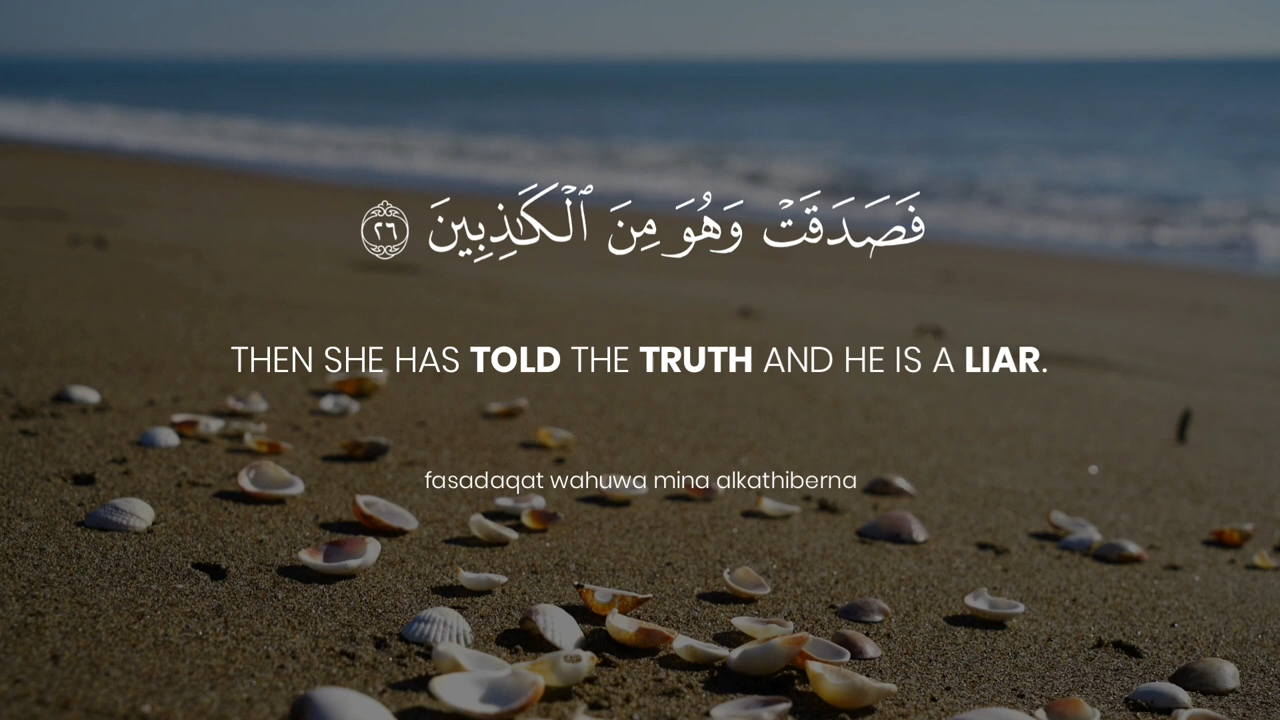 فَصَدَقَتْ وَهُوَ مِنَ ٱلْكَـٰذِبِينَ ٢٦
THEN SHE HAS TOLD THE TRUTH AND HE IS A LIAR.
fasadaqat wahuwa mina alkathiberna